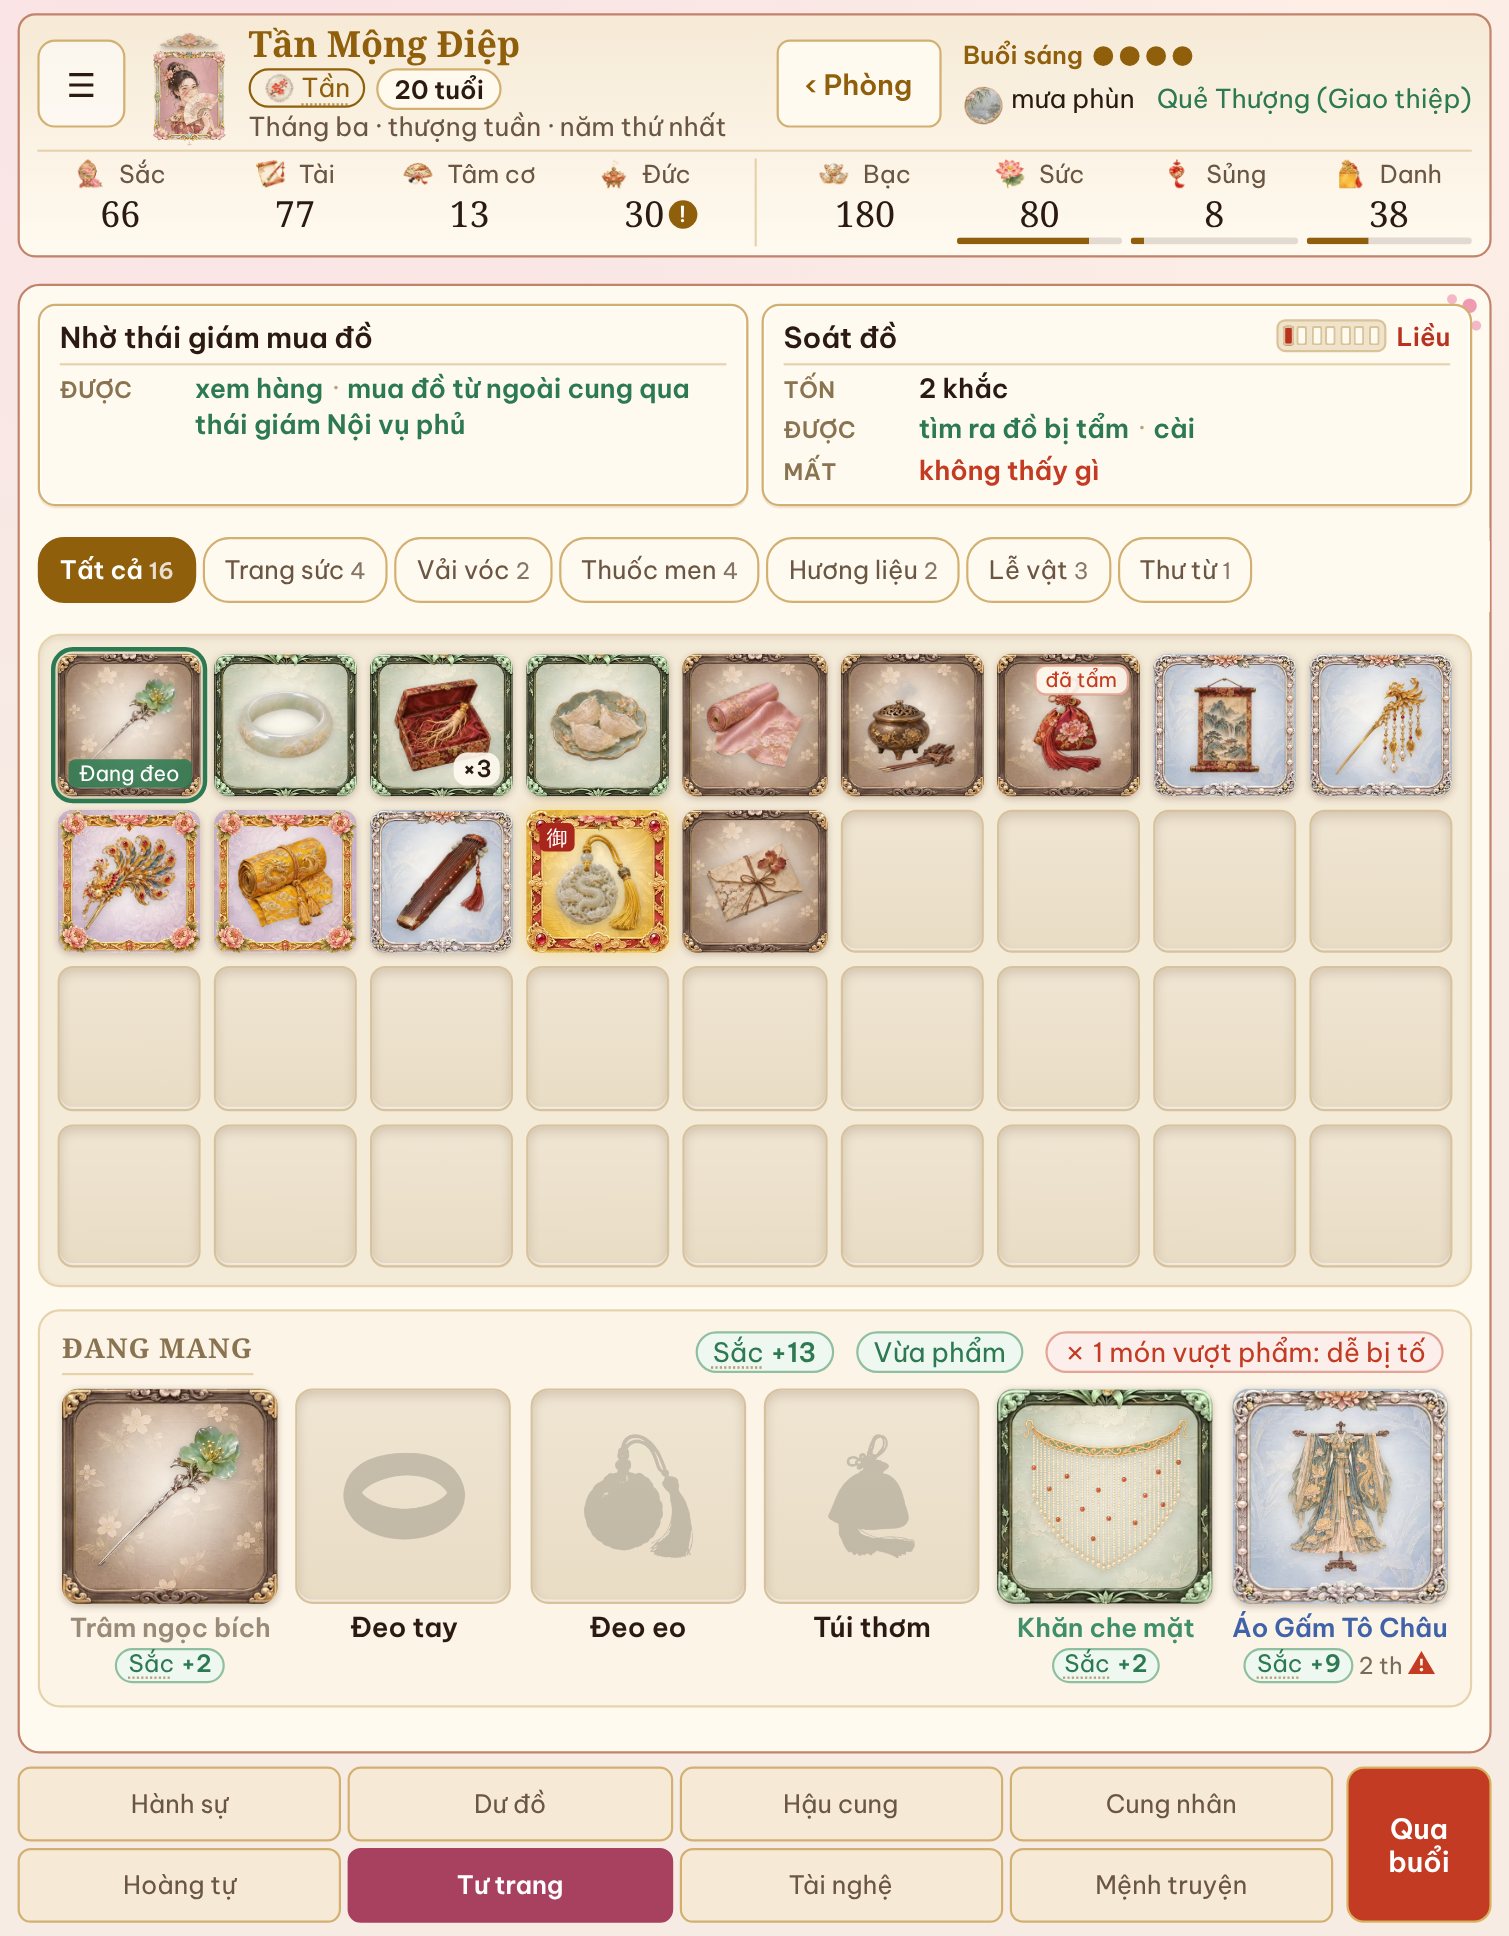 ☰
Tần Mộng Điệp
Tần
20 tuổi
Tháng ba · thượng tuần · năm thứ nhất
‹ Phòng
Buổi sáng
mưa phùn
Quẻ Thượng (Giao thiệp)
Sắc
Tài
Tâm cơ
Đức
Bạc
Sức
Sủng
Danh
66
77
13
30 !
180
80
8
38
Nhờ thái giám mua đồ
ĐƯỢC
xem hàng · mua đồ từ ngoài cung qua
thái giám Nội vụ phủ
Soát đồ
Liều
TỐN
2 khắc
ĐƯỢC
tìm ra đồ bị tẩm · cài
MẤT
không thấy gì
Tất cả 16
Trang sức 4
Vải vóc 2
Thuốc men 4
Hương liệu 2
Lễ vật 3
Thư từ 1
Đang đeo
×3
đã tẩm
御
ĐANG MANG
Sắc +13
Vừa phẩm
× 1 món vượt phẩm: dễ bị tố
Trâm ngọc bích
Sắc +2
Đeo tay
Đeo eo
Túi thơm
Khăn che mặt
Sắc +2
Áo Gấm Tô Châu
Sắc +9
2 th
Hành sự
Dư đồ
Hậu cung
Cung nhân
Hoàng tự
Tư trang
Tài nghệ
Mệnh truyện
Qua
buổi